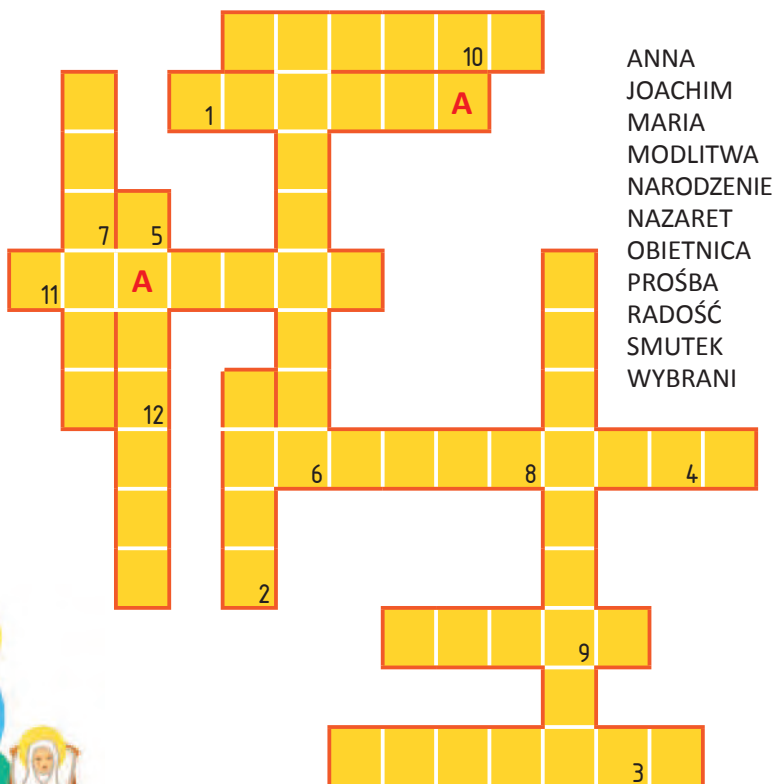 10
ANNA
1 A
JOACHIM
MARIA
MODLITWA
NARODZENIE
7 5
NAZARET
OBIETNICA
11 A
PROŚBA
RADOŚĆ
SMUTEK
WYBRANI
12
6 8 4
2
9
3